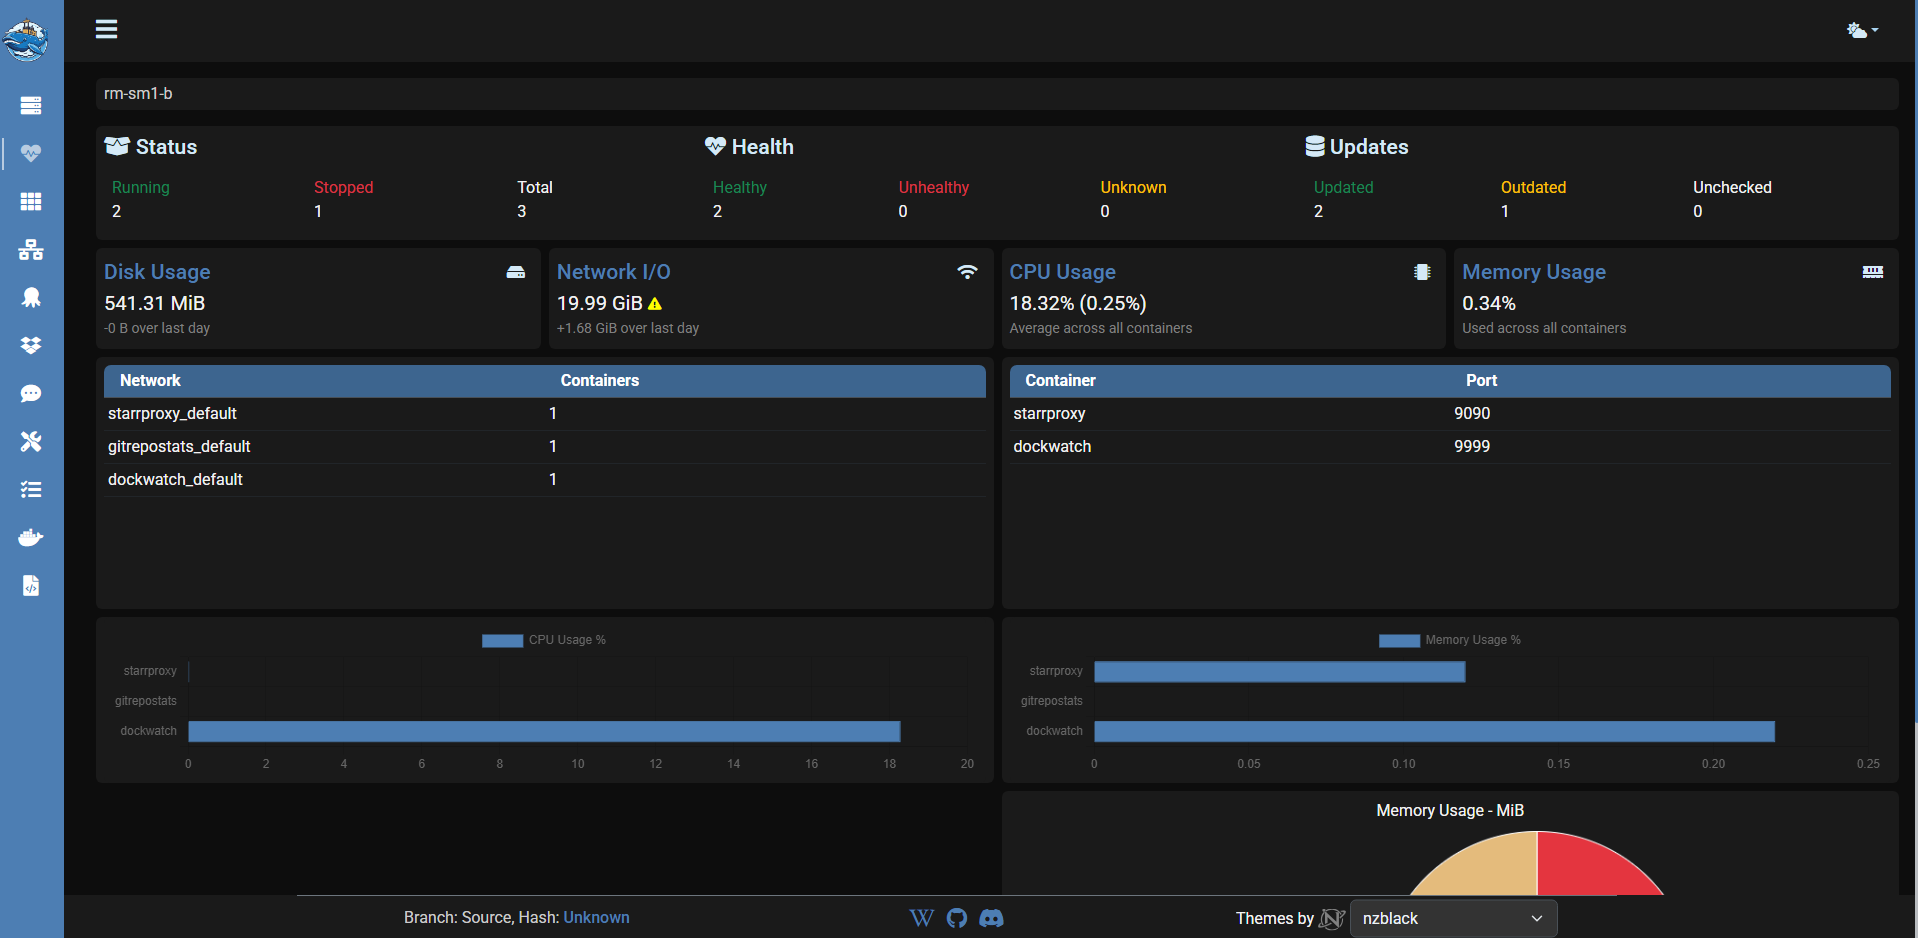 rm-sm1-b
Status
Running Stopped Total
2 1 3
Health
Healthy Unhealthy Unknown
2 0 0
Updates
Updated Outdated Unchecked
2 1 0
Disk Usage
541.31 MiB
-0 B over last day
Network I/O
19.99 GiB
+1.68 GiB over last day
CPU Usage
18.32% (0.25%)
Average across all containers
Memory Usage
0.34%
Used across all containers
Network Containers
starrproxy_default 1
gitrepostats_default 1
dockwatch_default 1
Container Port
starrproxy 9090
dockwatch 9999
CPU Usage %
starrproxy
gitrepostats
dockwatch
0 2 4 6 8 10 12 14 16 18 20
Memory Usage %
starrproxy
gitrepostats
dockwatch
0 0.05 0.10 0.15 0.20 0.25
Memory Usage - MiB
Branch: Source, Hash: Unknown
W
Themes by N nzblack